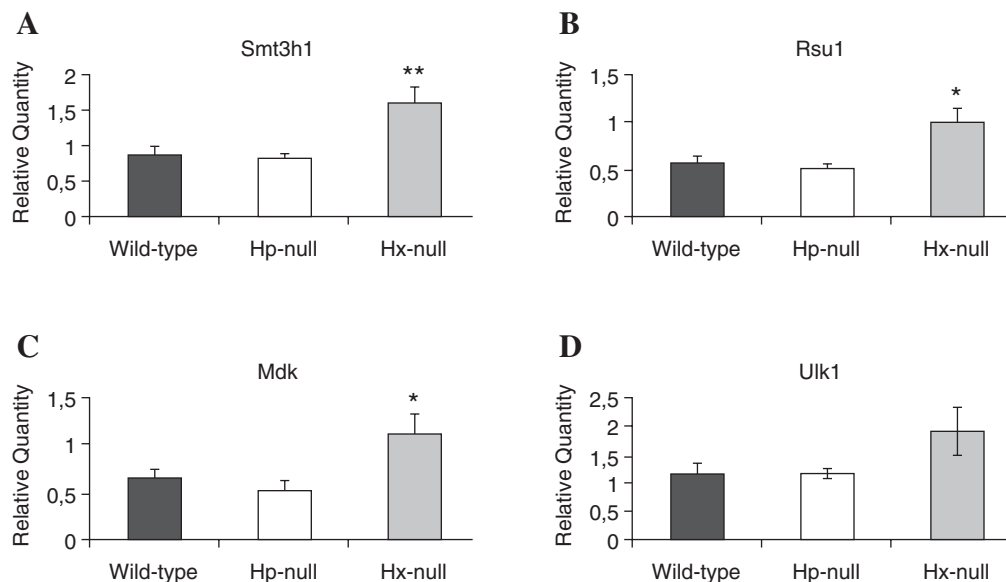 A
Smt3h1
Relative Quantity
2
1,5
1
0,5
0
**
Wild-type
Hp-null
Hx-null
B
Rsu1
Relative Quantity
1,5
1
0,5
0
*
Wild-type
Hp-null
Hx-null
C
Mdk
Relative Quantity
1,5
1
0,5
0
*
Wild-type
Hp-null
Hx-null
D
Ulk1
Relative Quantity
2,5
2
1,5
1
0,5
0
Wild-type
Hp-null
Hx-null